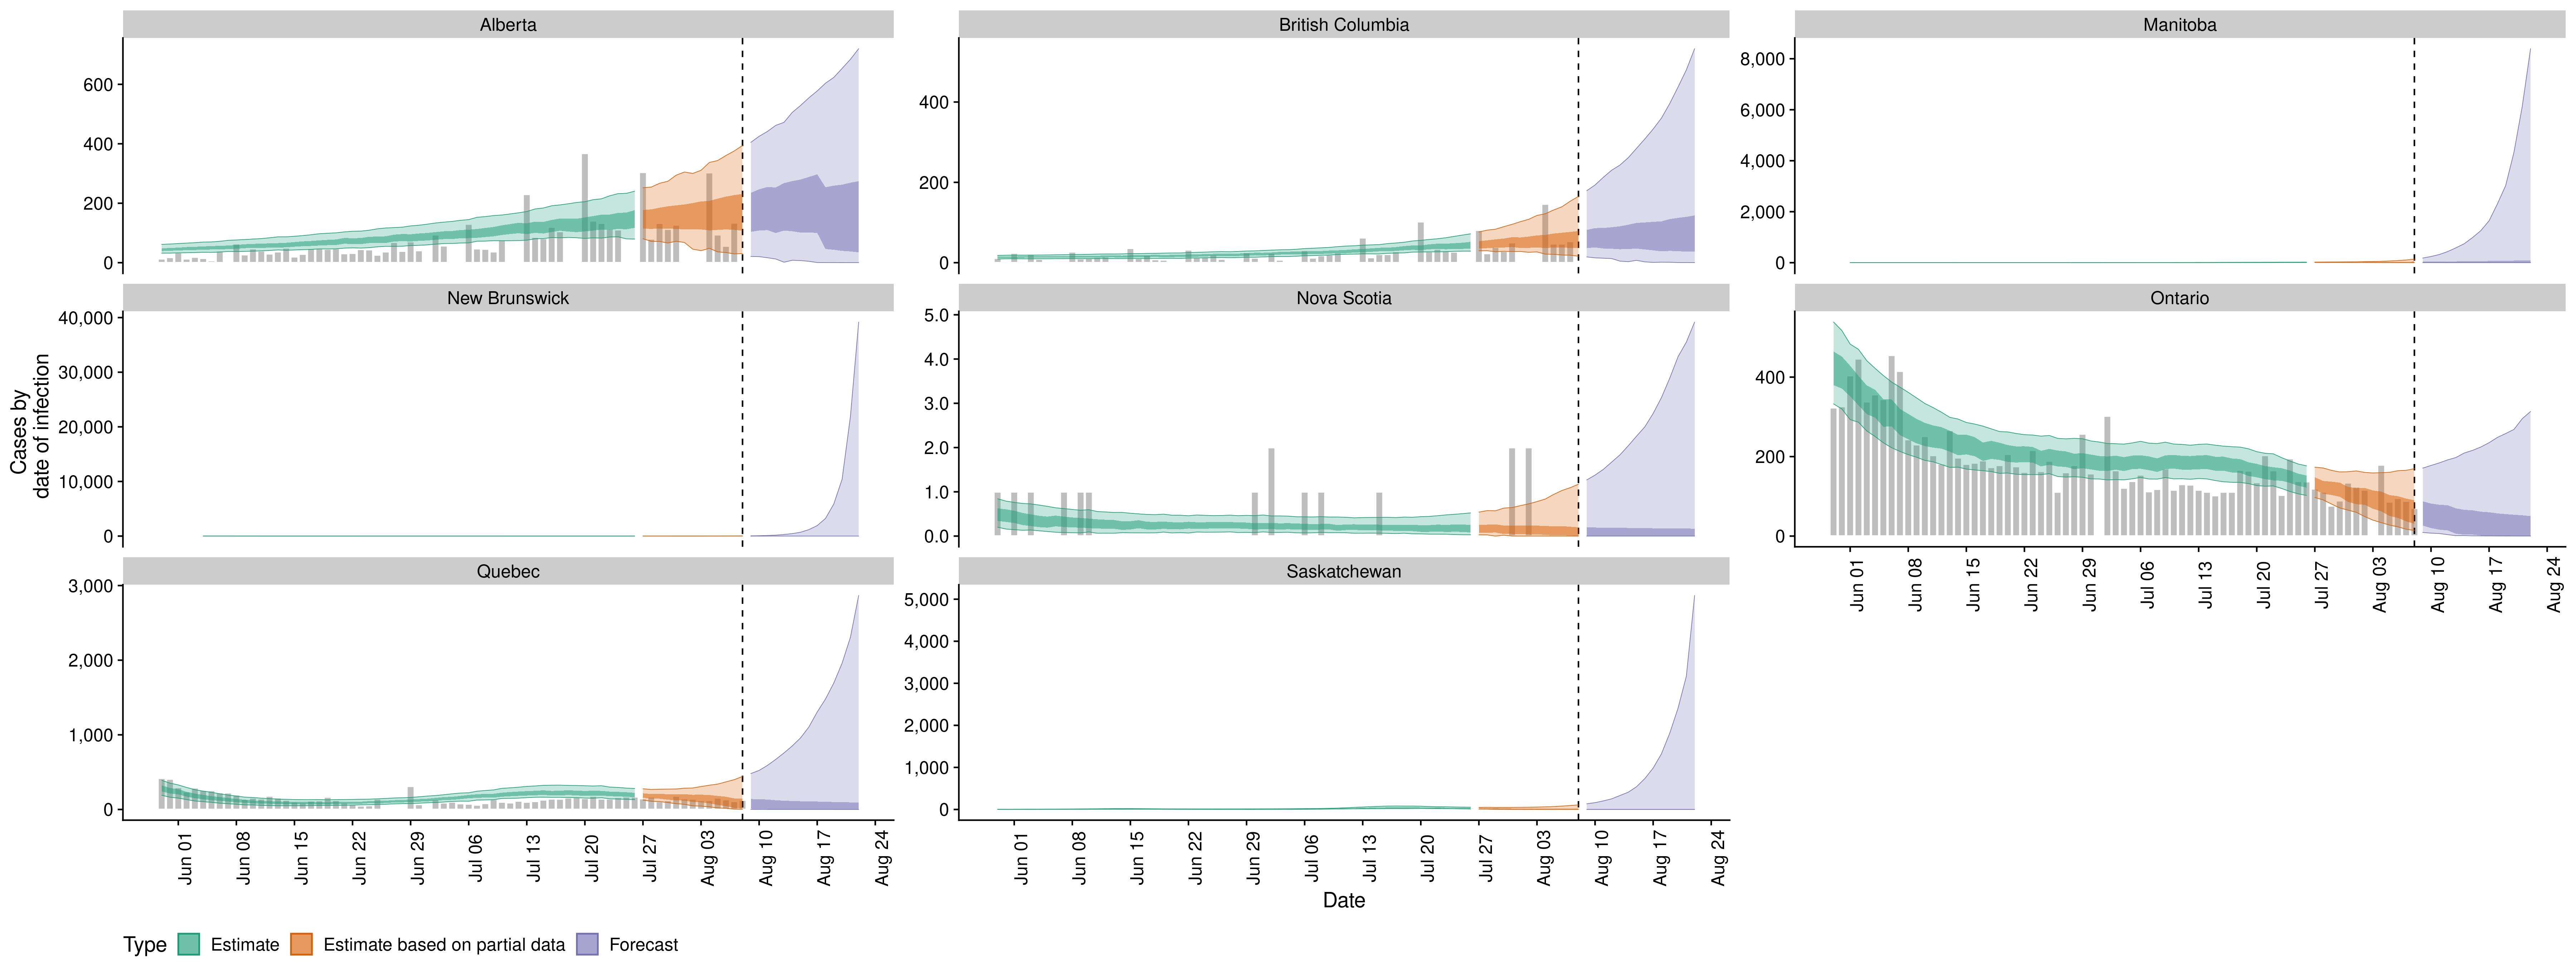 Alberta
British Columbia
Manitoba
600
400
200
0
400
200
0
8,000
6,000
4,000
2,000
0
New Brunswick
Nova Scotia
Ontario
40,000
30,000
20,000
10,000
0
5.0
4.0
3.0
2.0
1.0
0.0
400
200
0
Jun 01
Jun 08
Jun 15
Jun 22
Jun 29
Jul 06
Jul 13
Jul 20
Jul 27
Aug 03
Aug 10
Aug 17
Aug 24
Cases by
date of infection
Quebec
Saskatchewan
3,000
2,000
1,000
0
5,000
4,000
3,000
2,000
1,000
0
Jun 01
Jun 08
Jun 15
Jun 22
Jun 29
Jul 06
Jul 13
Jul 20
Jul 27
Aug 03
Aug 10
Aug 17
Aug 24
Jun 01
Jun 08
Jun 15
Jun 22
Jun 29
Jul 06
Jul 13
Jul 20
Jul 27
Aug 03
Aug 10
Aug 17
Aug 24
Date
Type Estimate Estimate based on partial data Forecast